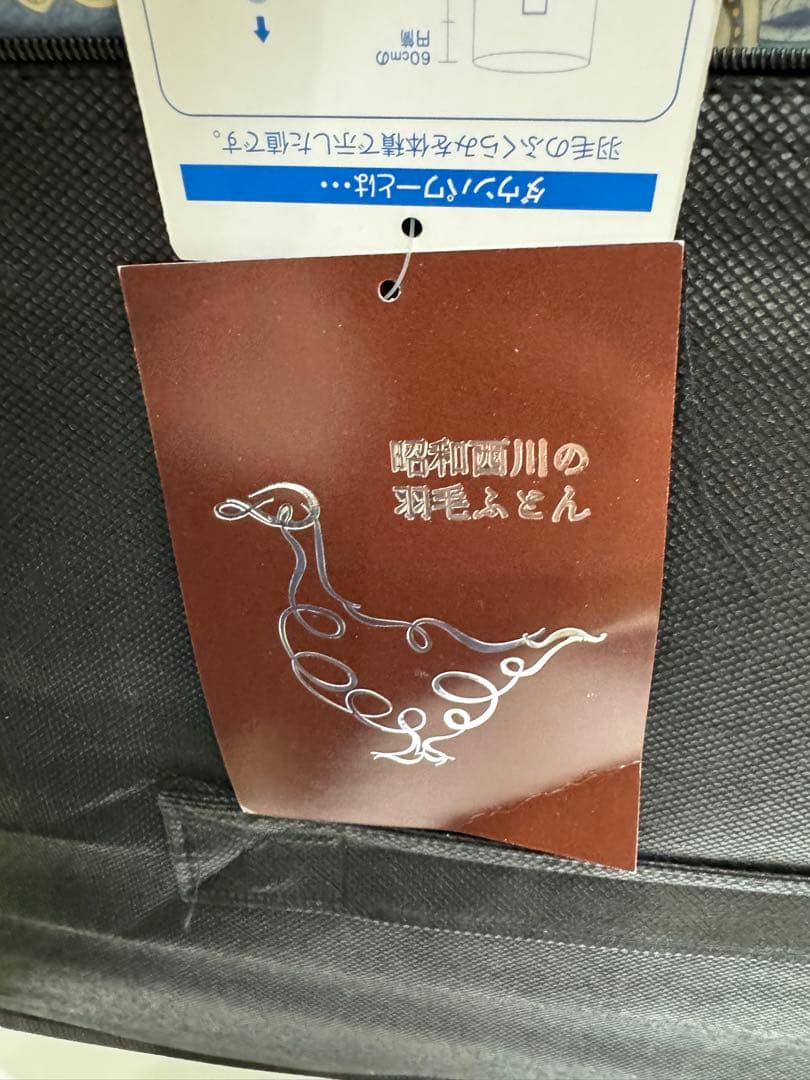 昭和西川の
羽毛ふとん
ダウンパワーとは…
羽毛のふくらみを体積で示した値です。
60cmの
円筒